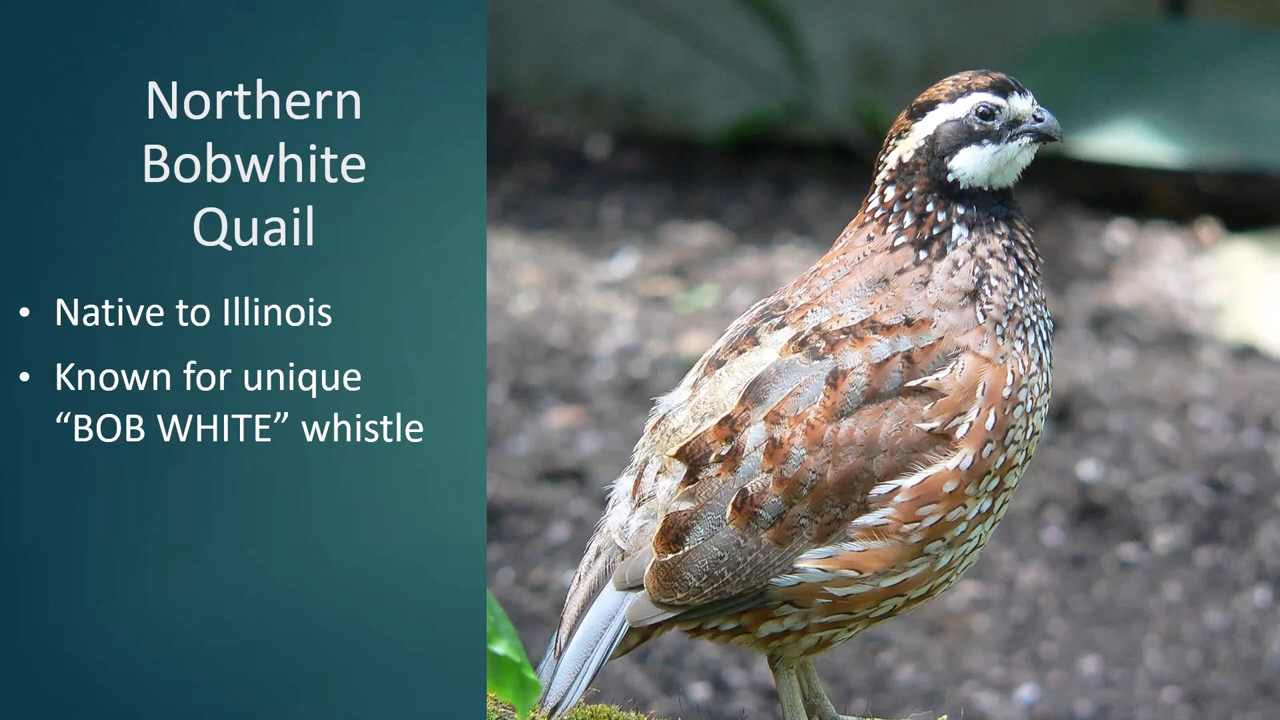 Northern
Bobwhite
Quail
• Native to Illinois
• Known for unique
“BOB WHITE” whistle